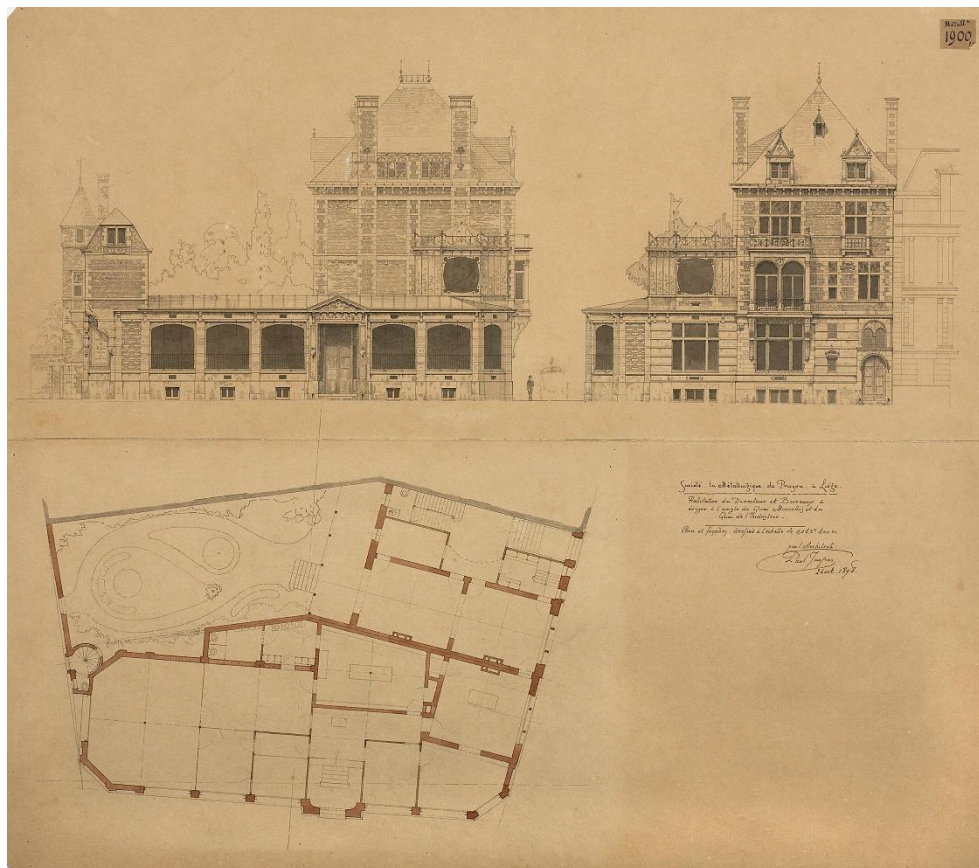 1900,
Société la Métallurgique de Prayon à Liège.
Habitation du Directeur et Bureaux à
ériger à l'angle du Quai Marcellis et du
Quai de l'Industrie.
Plan et façades dressés à l'échelle de
par l'Architecte
Paul Jaspar